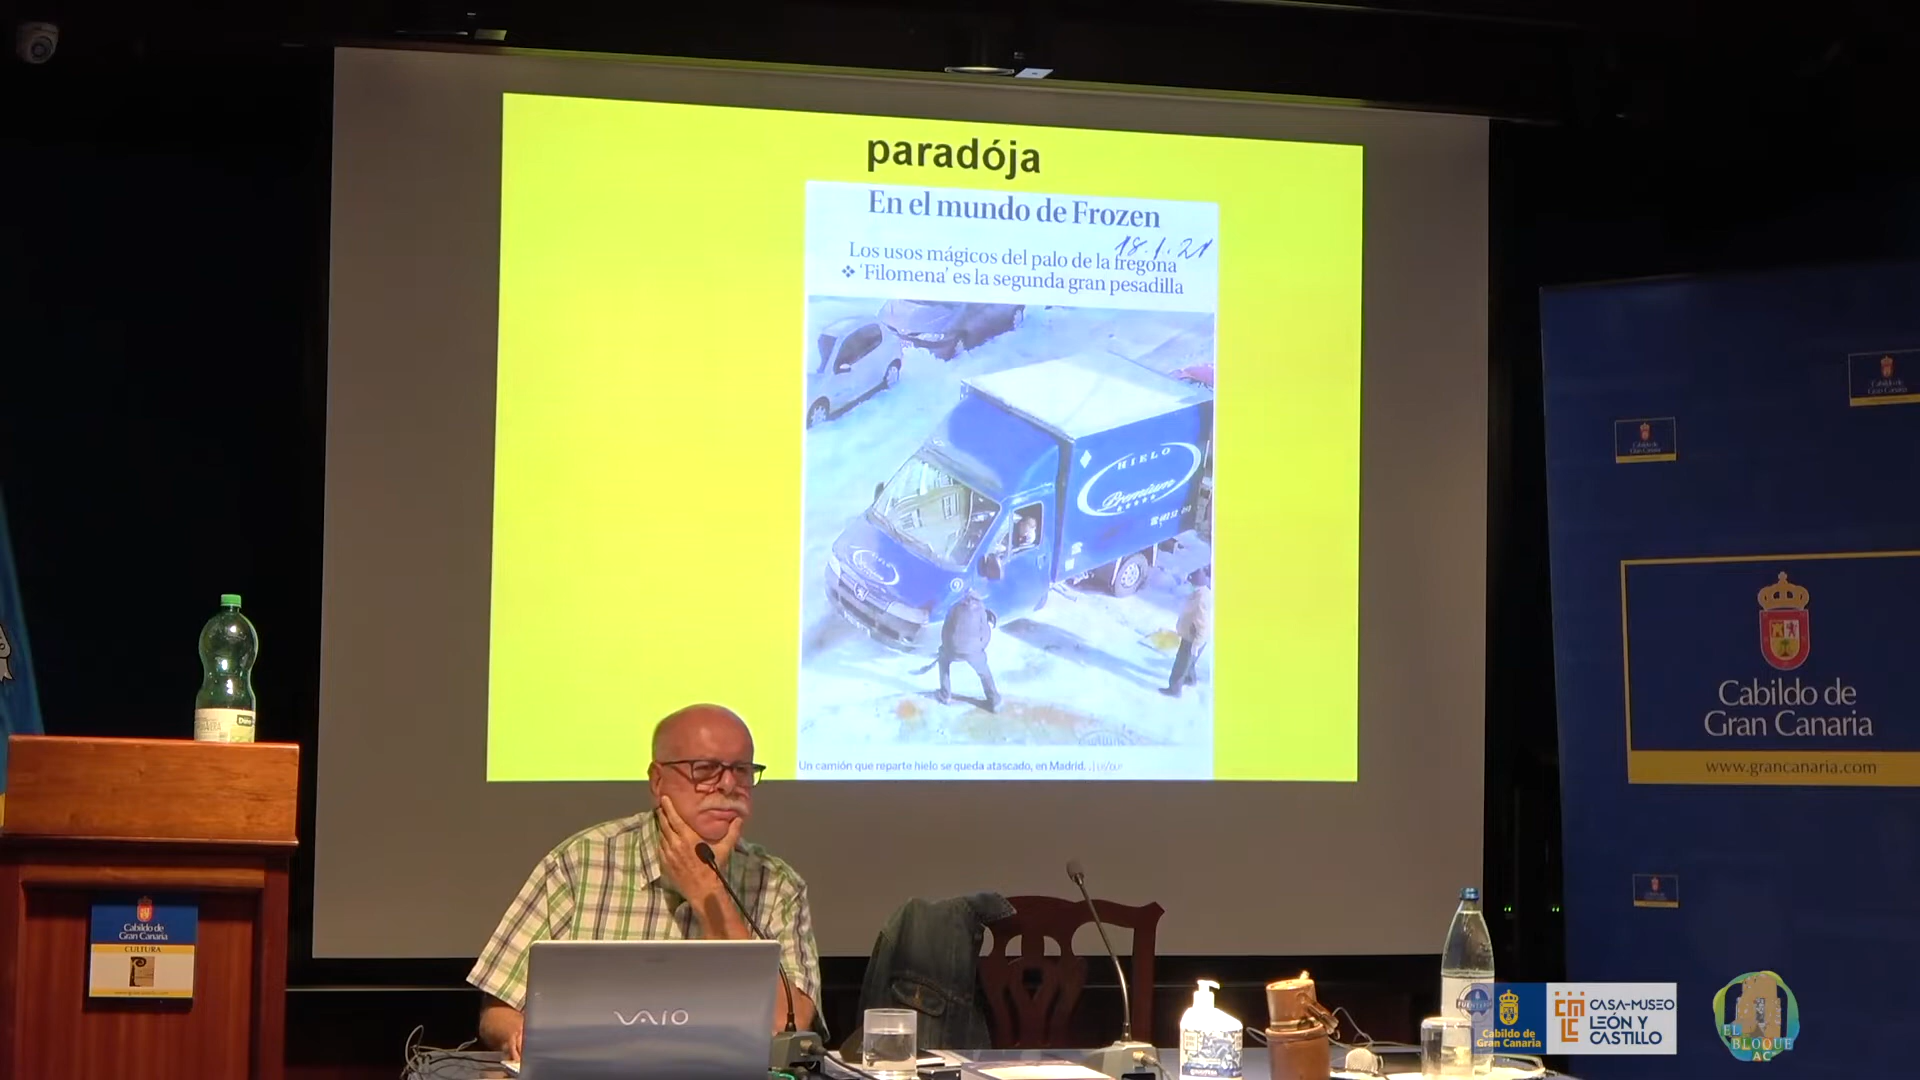 paradója
En el mundo de Frozen
18.1.21
Los usos mágicos del palo de la fregona
❖ 'Filomena' es la segunda gran pesadilla
HIELO
Premium
Un camión que reparte hielo se queda atascado, en Madrid.
VAIO
Cabildo de
Gran Canaria
CULTURA
Cabildo de
Gran Canaria
www.grancanaria.com
Cabildo de
Gran Canaria
CASA-MUSEO
LEÓN Y
CASTILLO
EL
BLOQUE
AC